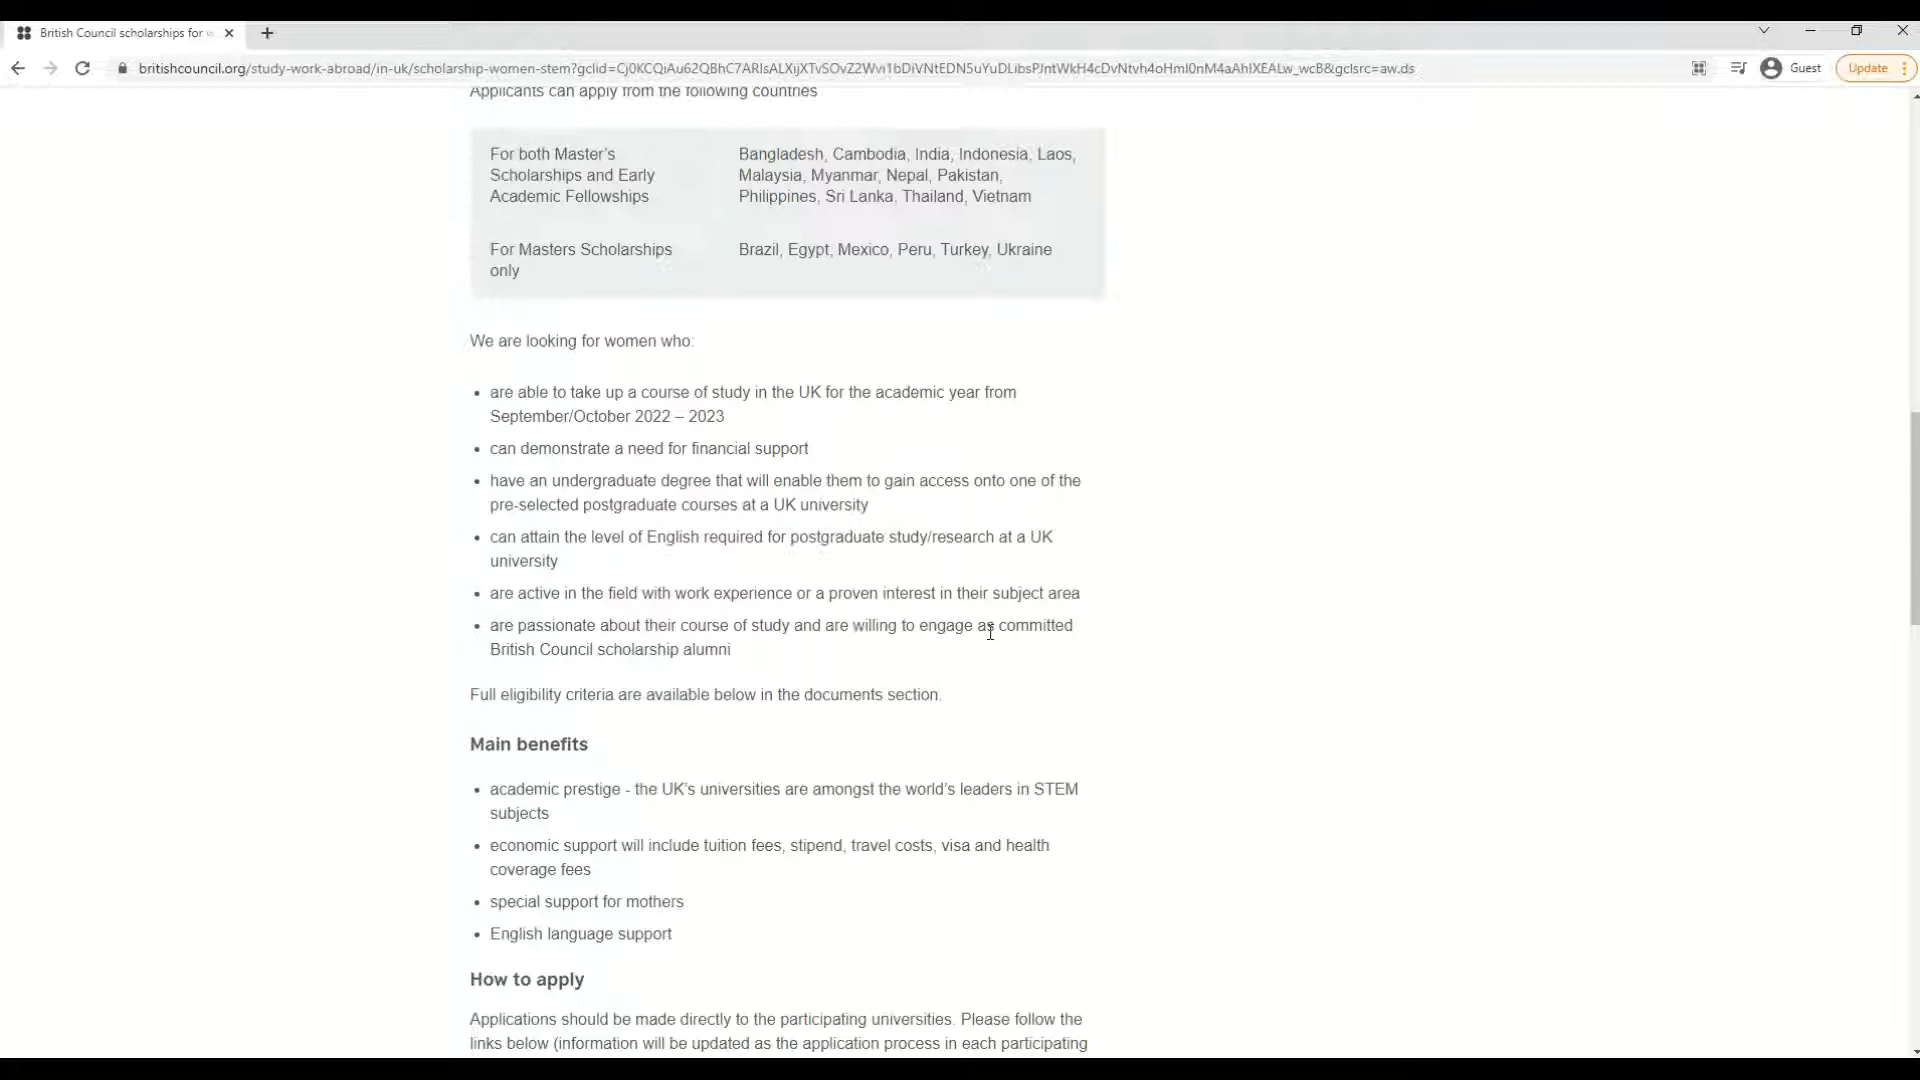 British Council scholarships for
britishcouncil.org/study-work-abroad/in-uk/scholarship-women-stem?gclid=Cj0KCQiAu62QBhC7ARIsALXijXTvSOvZ2Wvi1bDiVNtEDN5uYuDLibsPJntWkH4cDvNtvh4oHmI0nM4aAhIXEALw_wcB&gclsrc=aw.ds
Guest
Update
Applicants can apply from the following countries
For both Master’s
Scholarships and Early
Academic Fellowships
Bangladesh, Cambodia, India, Indonesia, Laos,
Malaysia, Myanmar, Nepal, Pakistan,
Philippines, Sri Lanka, Thailand, Vietnam
For Masters Scholarships
only
Brazil, Egypt, Mexico, Peru, Turkey, Ukraine
We are looking for women who:
• are able to take up a course of study in the UK for the academic year from
September/October 2022 – 2023
• can demonstrate a need for financial support
• have an undergraduate degree that will enable them to gain access onto one of the
pre-selected postgraduate courses at a UK university
• can attain the level of English required for postgraduate study/research at a UK
university
• are active in the field with work experience or a proven interest in their subject area
• are passionate about their course of study and are willing to engage as committed
British Council scholarship alumni
Full eligibility criteria are available below in the documents section.
Main benefits
• academic prestige - the UK’s universities are amongst the world’s leaders in STEM
subjects
• economic support will include tuition fees, stipend, travel costs, visa and health
coverage fees
• special support for mothers
• English language support
How to apply
Applications should be made directly to the participating universities. Please follow the
links below (information will be updated as the application process in each participating